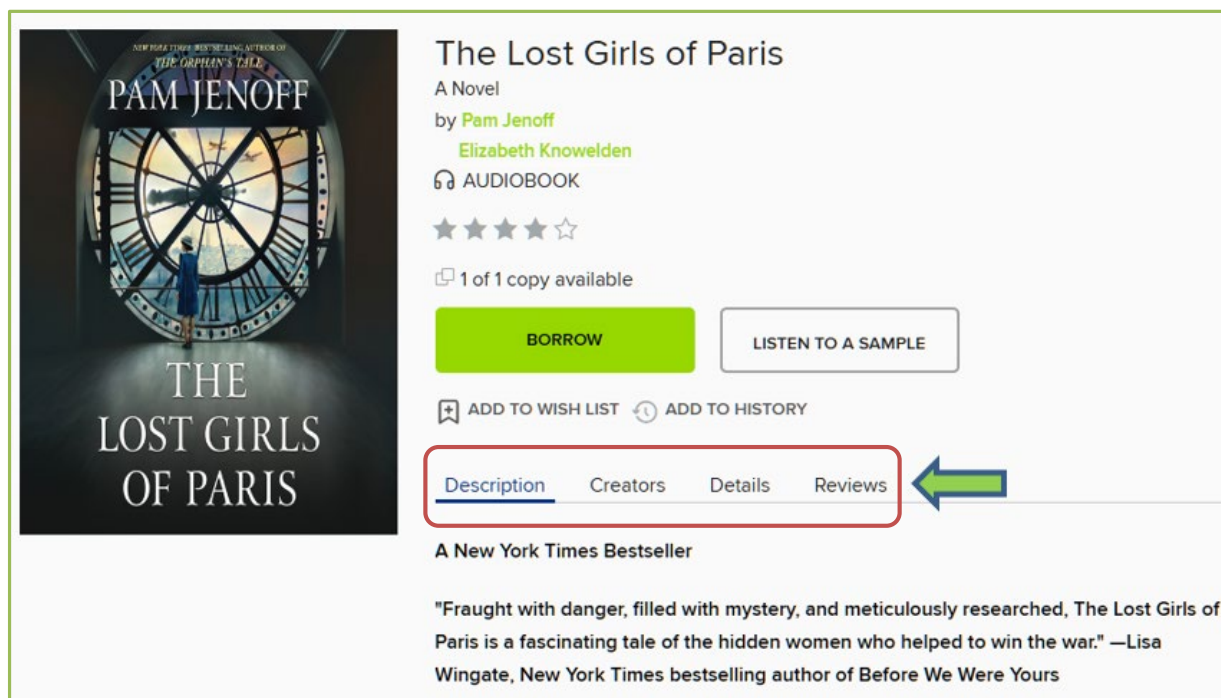 NEW YORK TIMES BESTSELLING AUTHOR OF
THE ORPHAN'S TALE
PAM JENOFF
THE
LOST GIRLS
OF PARIS
The Lost Girls of Paris
A Novel
by Pam Jenoff
Elizabeth Knowelden
AUDIOBOOK
1 of 1 copy available
BORROW
LISTEN TO A SAMPLE
ADD TO WISH LIST ADD TO HISTORY
Description Creators Details Reviews
A New York Times Bestseller
"Fraught with danger, filled with mystery, and meticulously researched, The Lost Girls of
Paris is a fascinating tale of the hidden women who helped to win the war." —Lisa
Wingate, New York Times bestselling author of Before We Were Yours